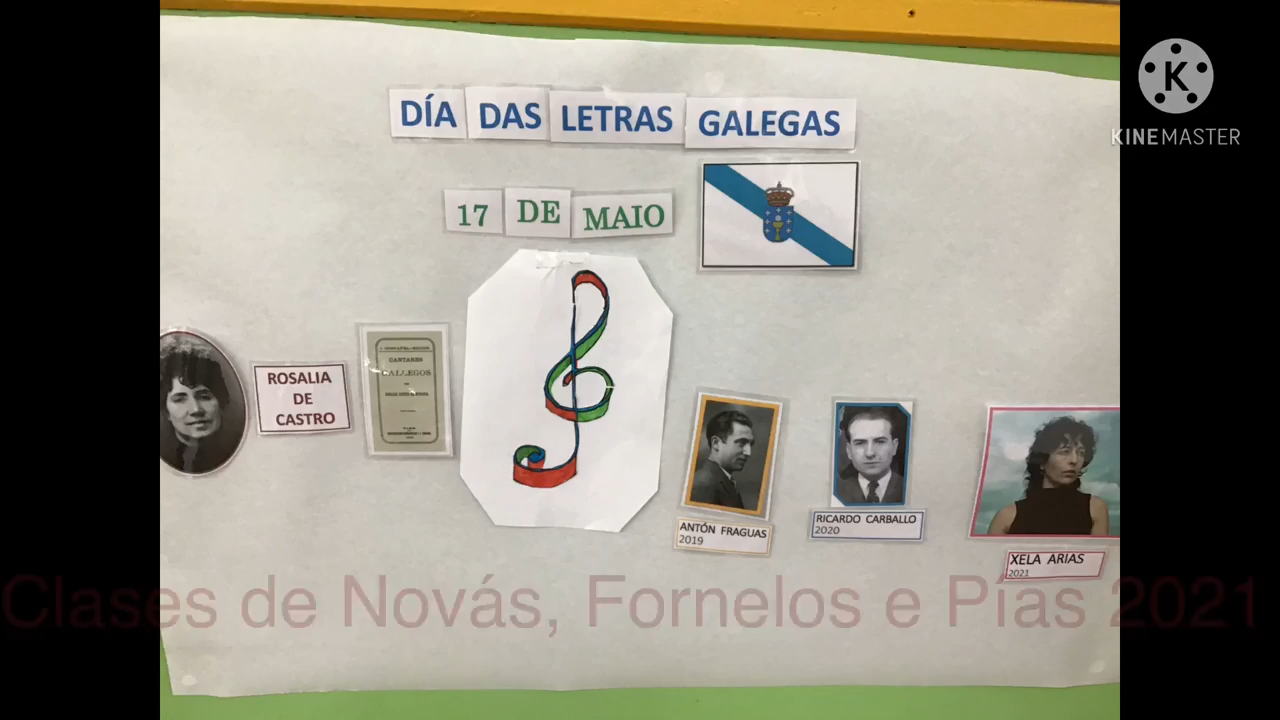 DÍA DAS LETRAS GALEGAS
17 DE MAIO
ROSALIA
DE
CASTRO
CANTARES
GALLEGOS
ANTÓN FRAGUAS
2019
RICARDO CARBALLO
2020
XELA ARIAS
2021
Clases de Novás, Fornelos e Pías 2021
KINEMASTER